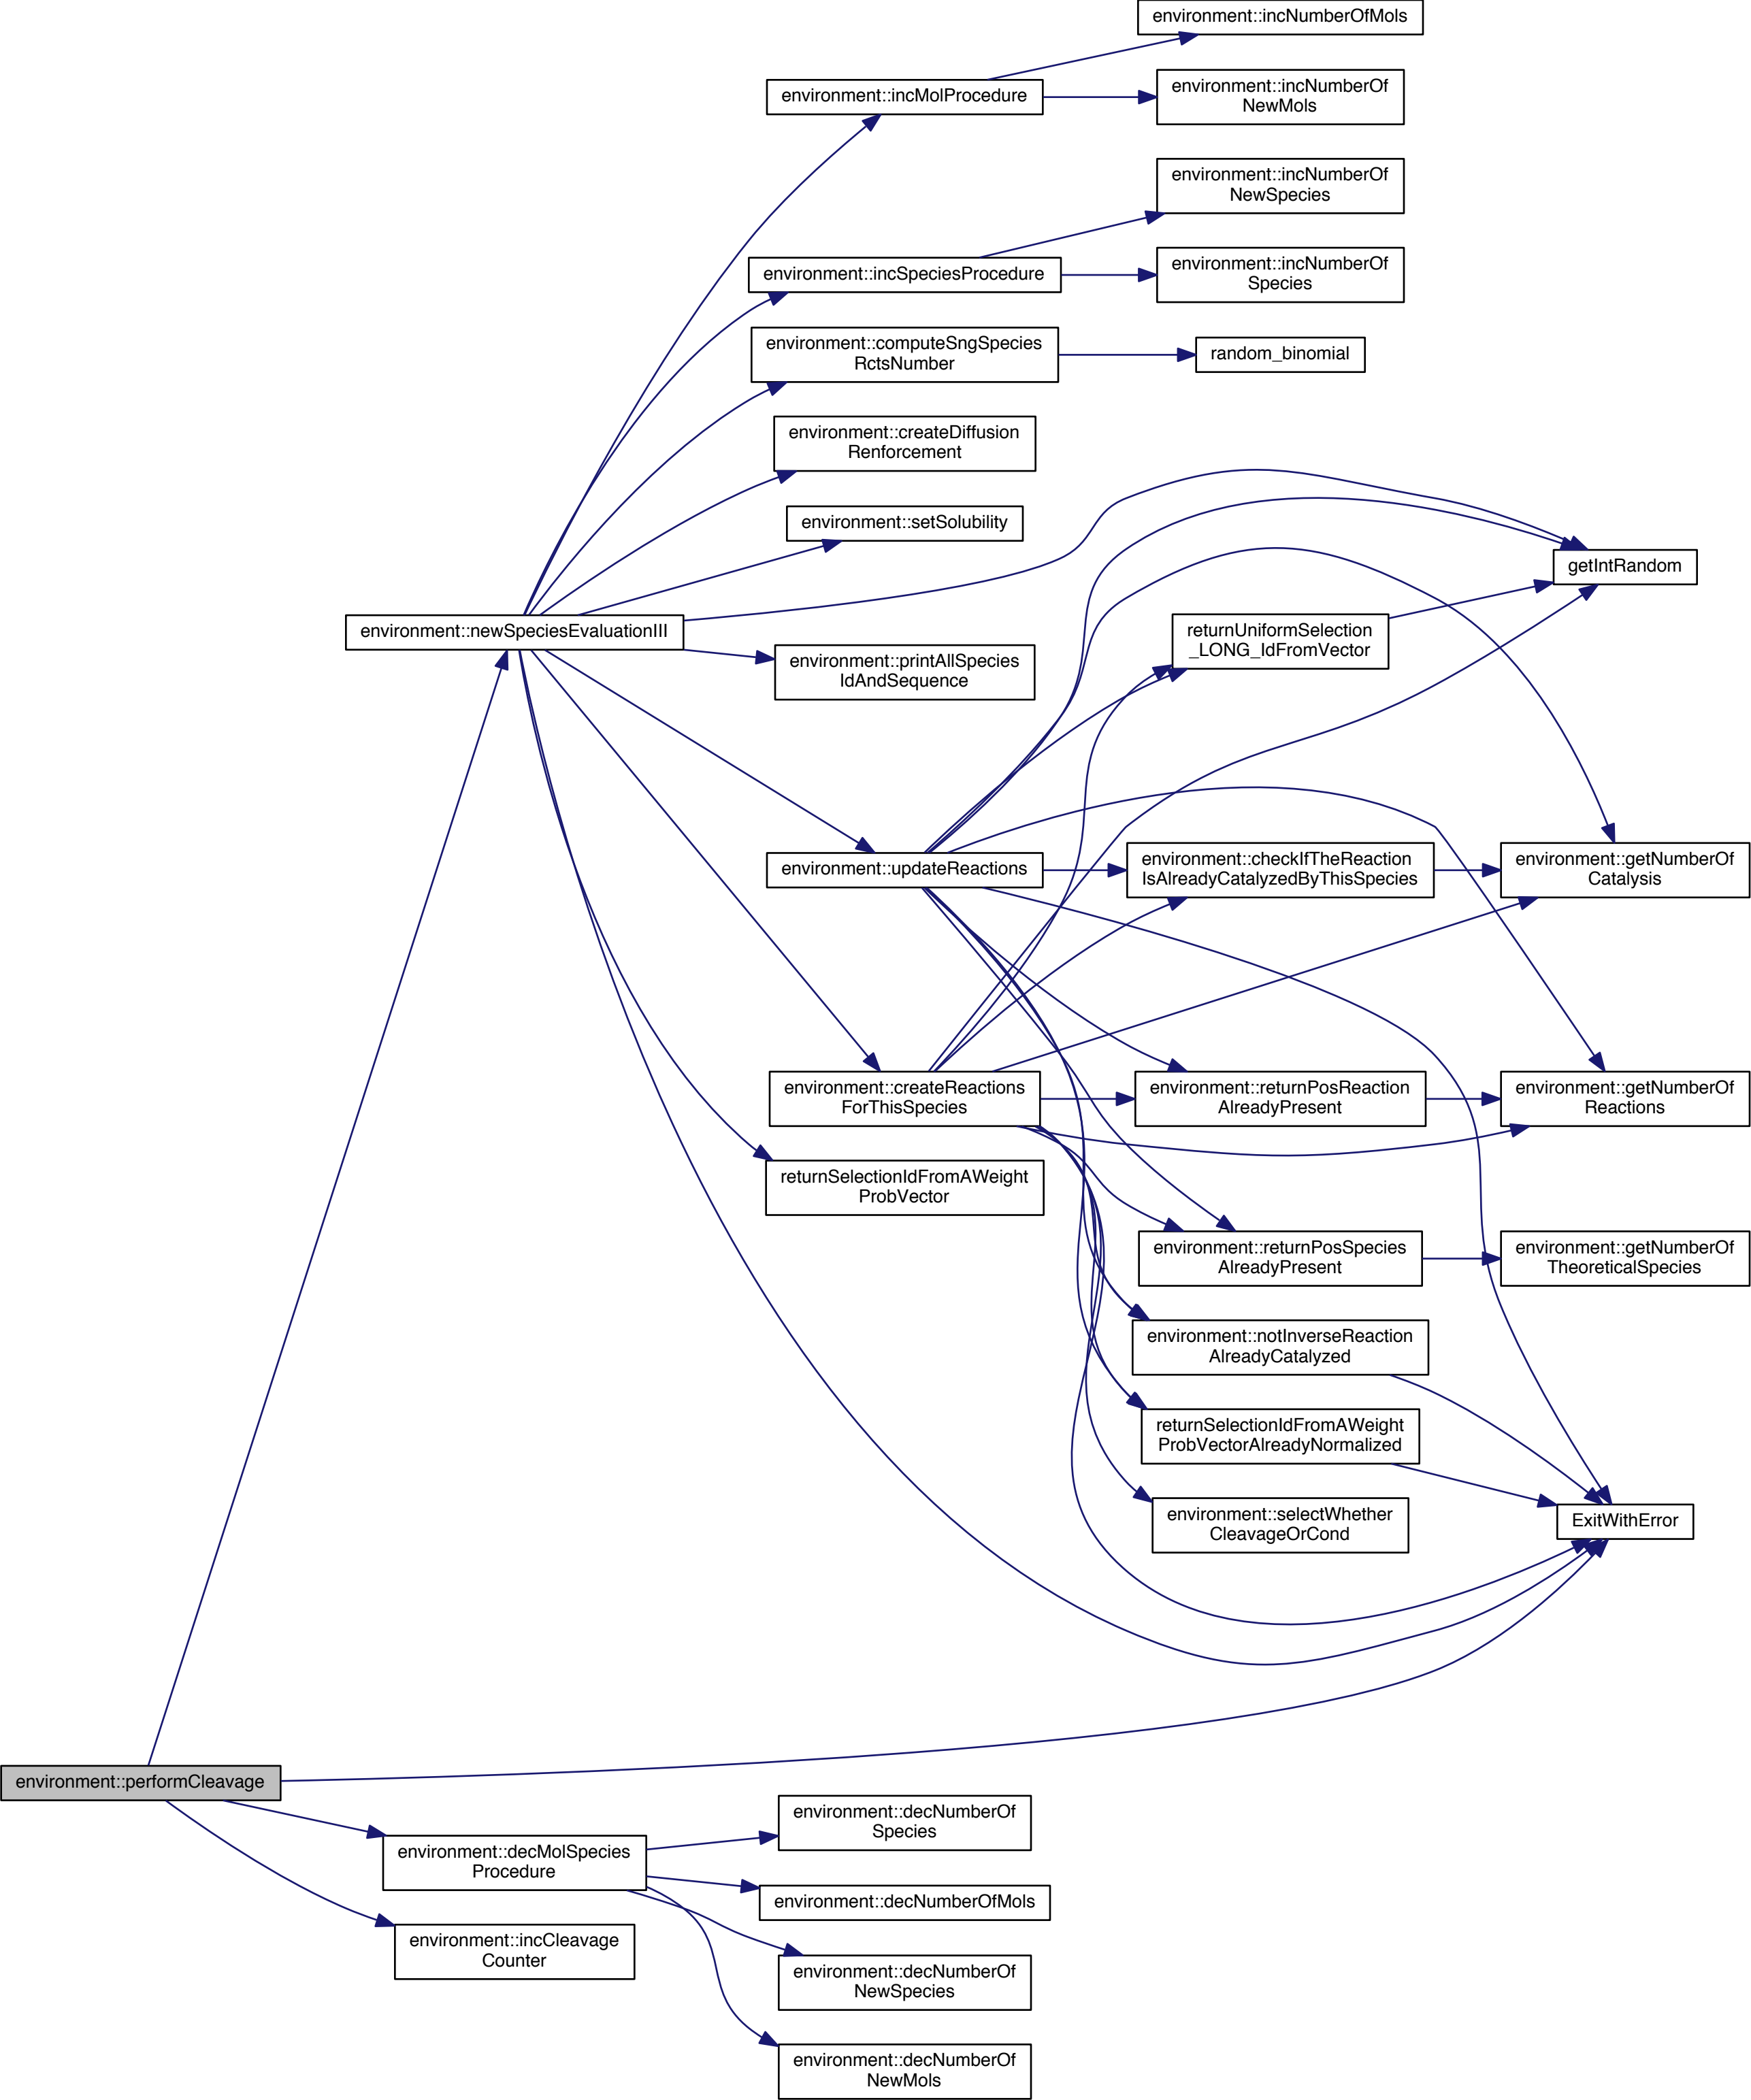 environment::incNumberOfMols
environment::incMolProcedure
environment::incNumberOf
NewMols
environment::incNumberOf
NewSpecies
environment::incSpeciesProcedure
environment::incNumberOf
Species
environment::computeSngSpecies
RctsNumber
random_binomial
environment::createDiffusion
Renforcement
environment::setSolubility
getIntRandom
environment::newSpeciesEvaluationIII
returnUniformSelection
_LONG_IdFromVector
environment::printAllSpecies
IdAndSequence
environment::updateReactions
environment::checkIfTheReaction
IsAlreadyCatalyzedByThisSpecies
environment::getNumberOf
Catalysis
environment::createReactions
ForThisSpecies
environment::returnPosReaction
AlreadyPresent
environment::getNumberOf
Reactions
returnSelectionIdFromAWeight
ProbVector
environment::returnPosSpecies
AlreadyPresent
environment::getNumberOf
TheoreticalSpecies
environment::notInverseReaction
AlreadyCatalyzed
returnSelectionIdFromAWeight
ProbVectorAlreadyNormalized
environment::selectWhether
CleavageOrCond
ExitWithError
environment::performCleavage
environment::decNumberOf
Species
environment::decMolSpecies
Procedure
environment::decNumberOfMols
environment::incCleavage
Counter
environment::decNumberOf
NewSpecies
environment::decNumberOf
NewMols